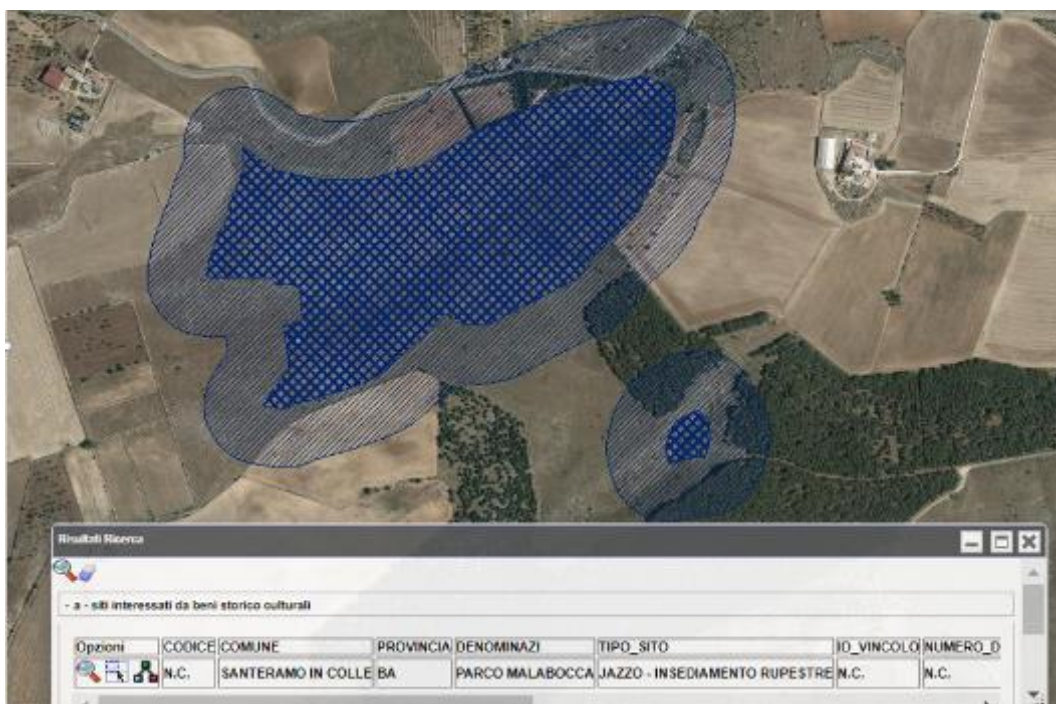 Risultati Ricerca
- a - siti interessati da beni storico culturali
Opzioni CODICE COMUNE PROVINCIA DENOMINAZI TIPO_SITO IO_VINCOLO NUMERO_D
N.C. SANTERAMO IN COLLE BA PARCO MALABOCCA JAZZO - INSEDIAMENTO RUPESTRE N.C. N.C.